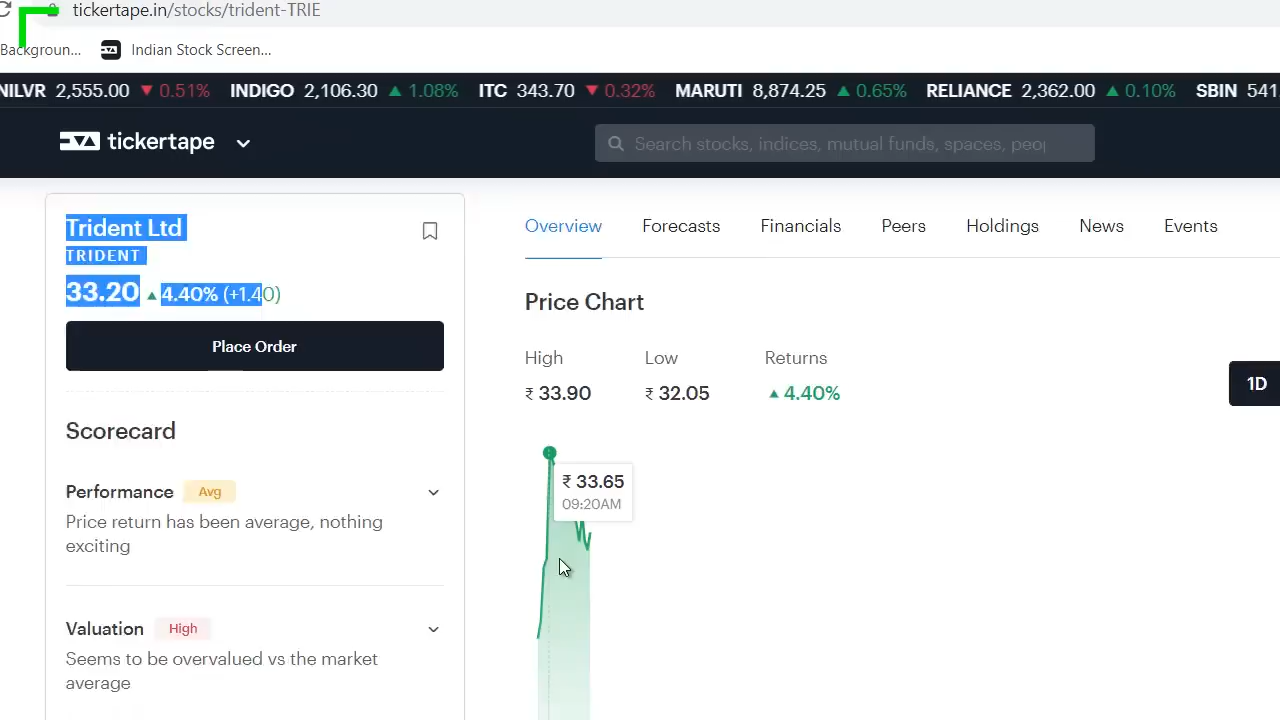 tickertape.in/stocks/trident-TRIE
Backgroun... Indian Stock Screen...
NILVR 2,555.00 ▼ 0.51% INDIGO 2,106.30 ▲ 1.08% ITC 343.70 ▼ 0.32% MARUTI 8,874.25 ▲ 0.65% RELIANCE 2,362.00 ▲ 0.10% SBIN 541.
tickertape
Search stocks, indices, mutual funds, spaces, peop
Trident Ltd
TRIDENT
33.20 ▲ 4.40% (+1.40)
Place Order
Scorecard
Performance Avg
Price return has been average, nothing
exciting
Valuation High
Seems to be overvalued vs the market
average
Overview Forecasts Financials Peers Holdings News Events
Price Chart
High Low Returns
₹ 33.90 ₹ 32.05 ▲ 4.40%
1D
₹ 33.65
09:20AM